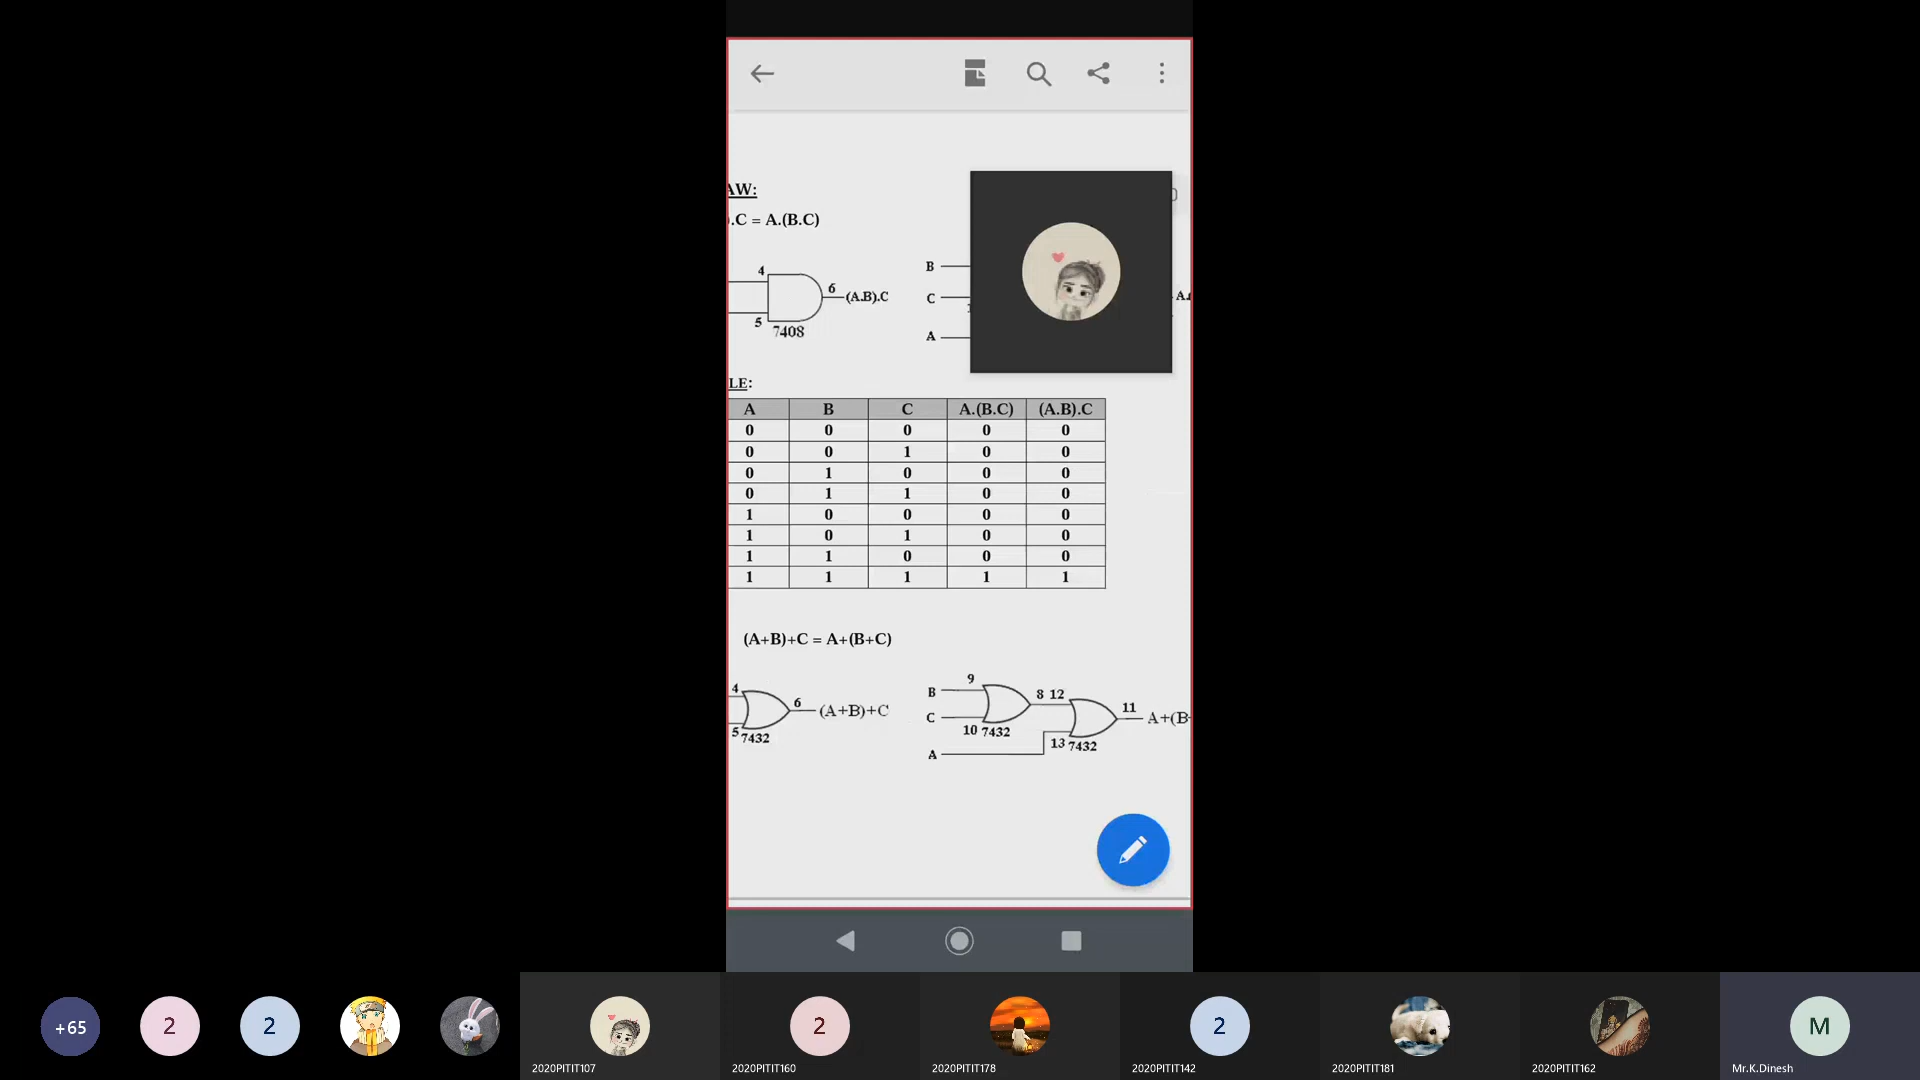 AW:
.C = A.(B.C)
4
6
(A.B).C
5
7408
B
C
A
LE:
A B C A.(B.C) (A.B).C
0 0 0 0 0
0 0 1 0 0
0 1 0 0 0
0 1 1 0 0
1 0 0 0 0
1 0 1 0 0
1 1 0 0 0
1 1 1 1 1
(A+B)+C = A+(B+C)
4
6
(A+B)+C
5 7432
9
B
8 12
C
10 7432
11
A+(B+
13 7432
A
+65
2
2
2
2
M
2020PITIT107
2020PITIT160
2020PITIT178
2020PITIT142
2020PITIT181
2020PITIT162
Mr.K.Dinesh